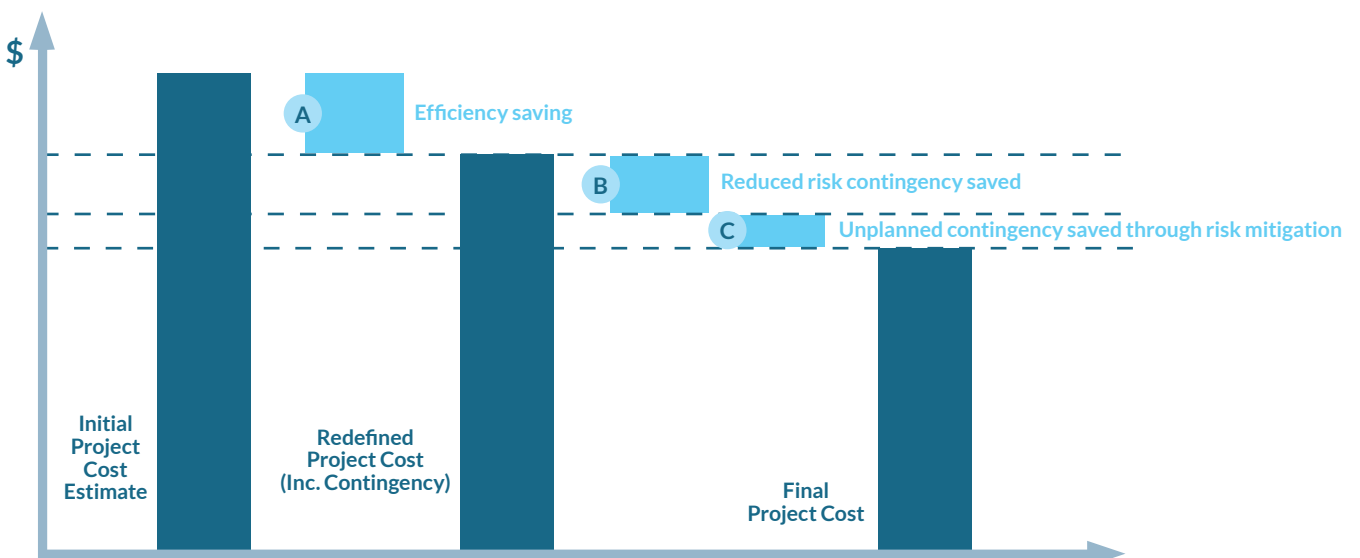 $
A
Efficiency saving
B
Reduced risk contingency saved
C
Unplanned contingency saved through risk mitigation
Initial
Project
Cost
Estimate
Redefined
Project Cost
(Inc. Contingency)
Final
Project Cost